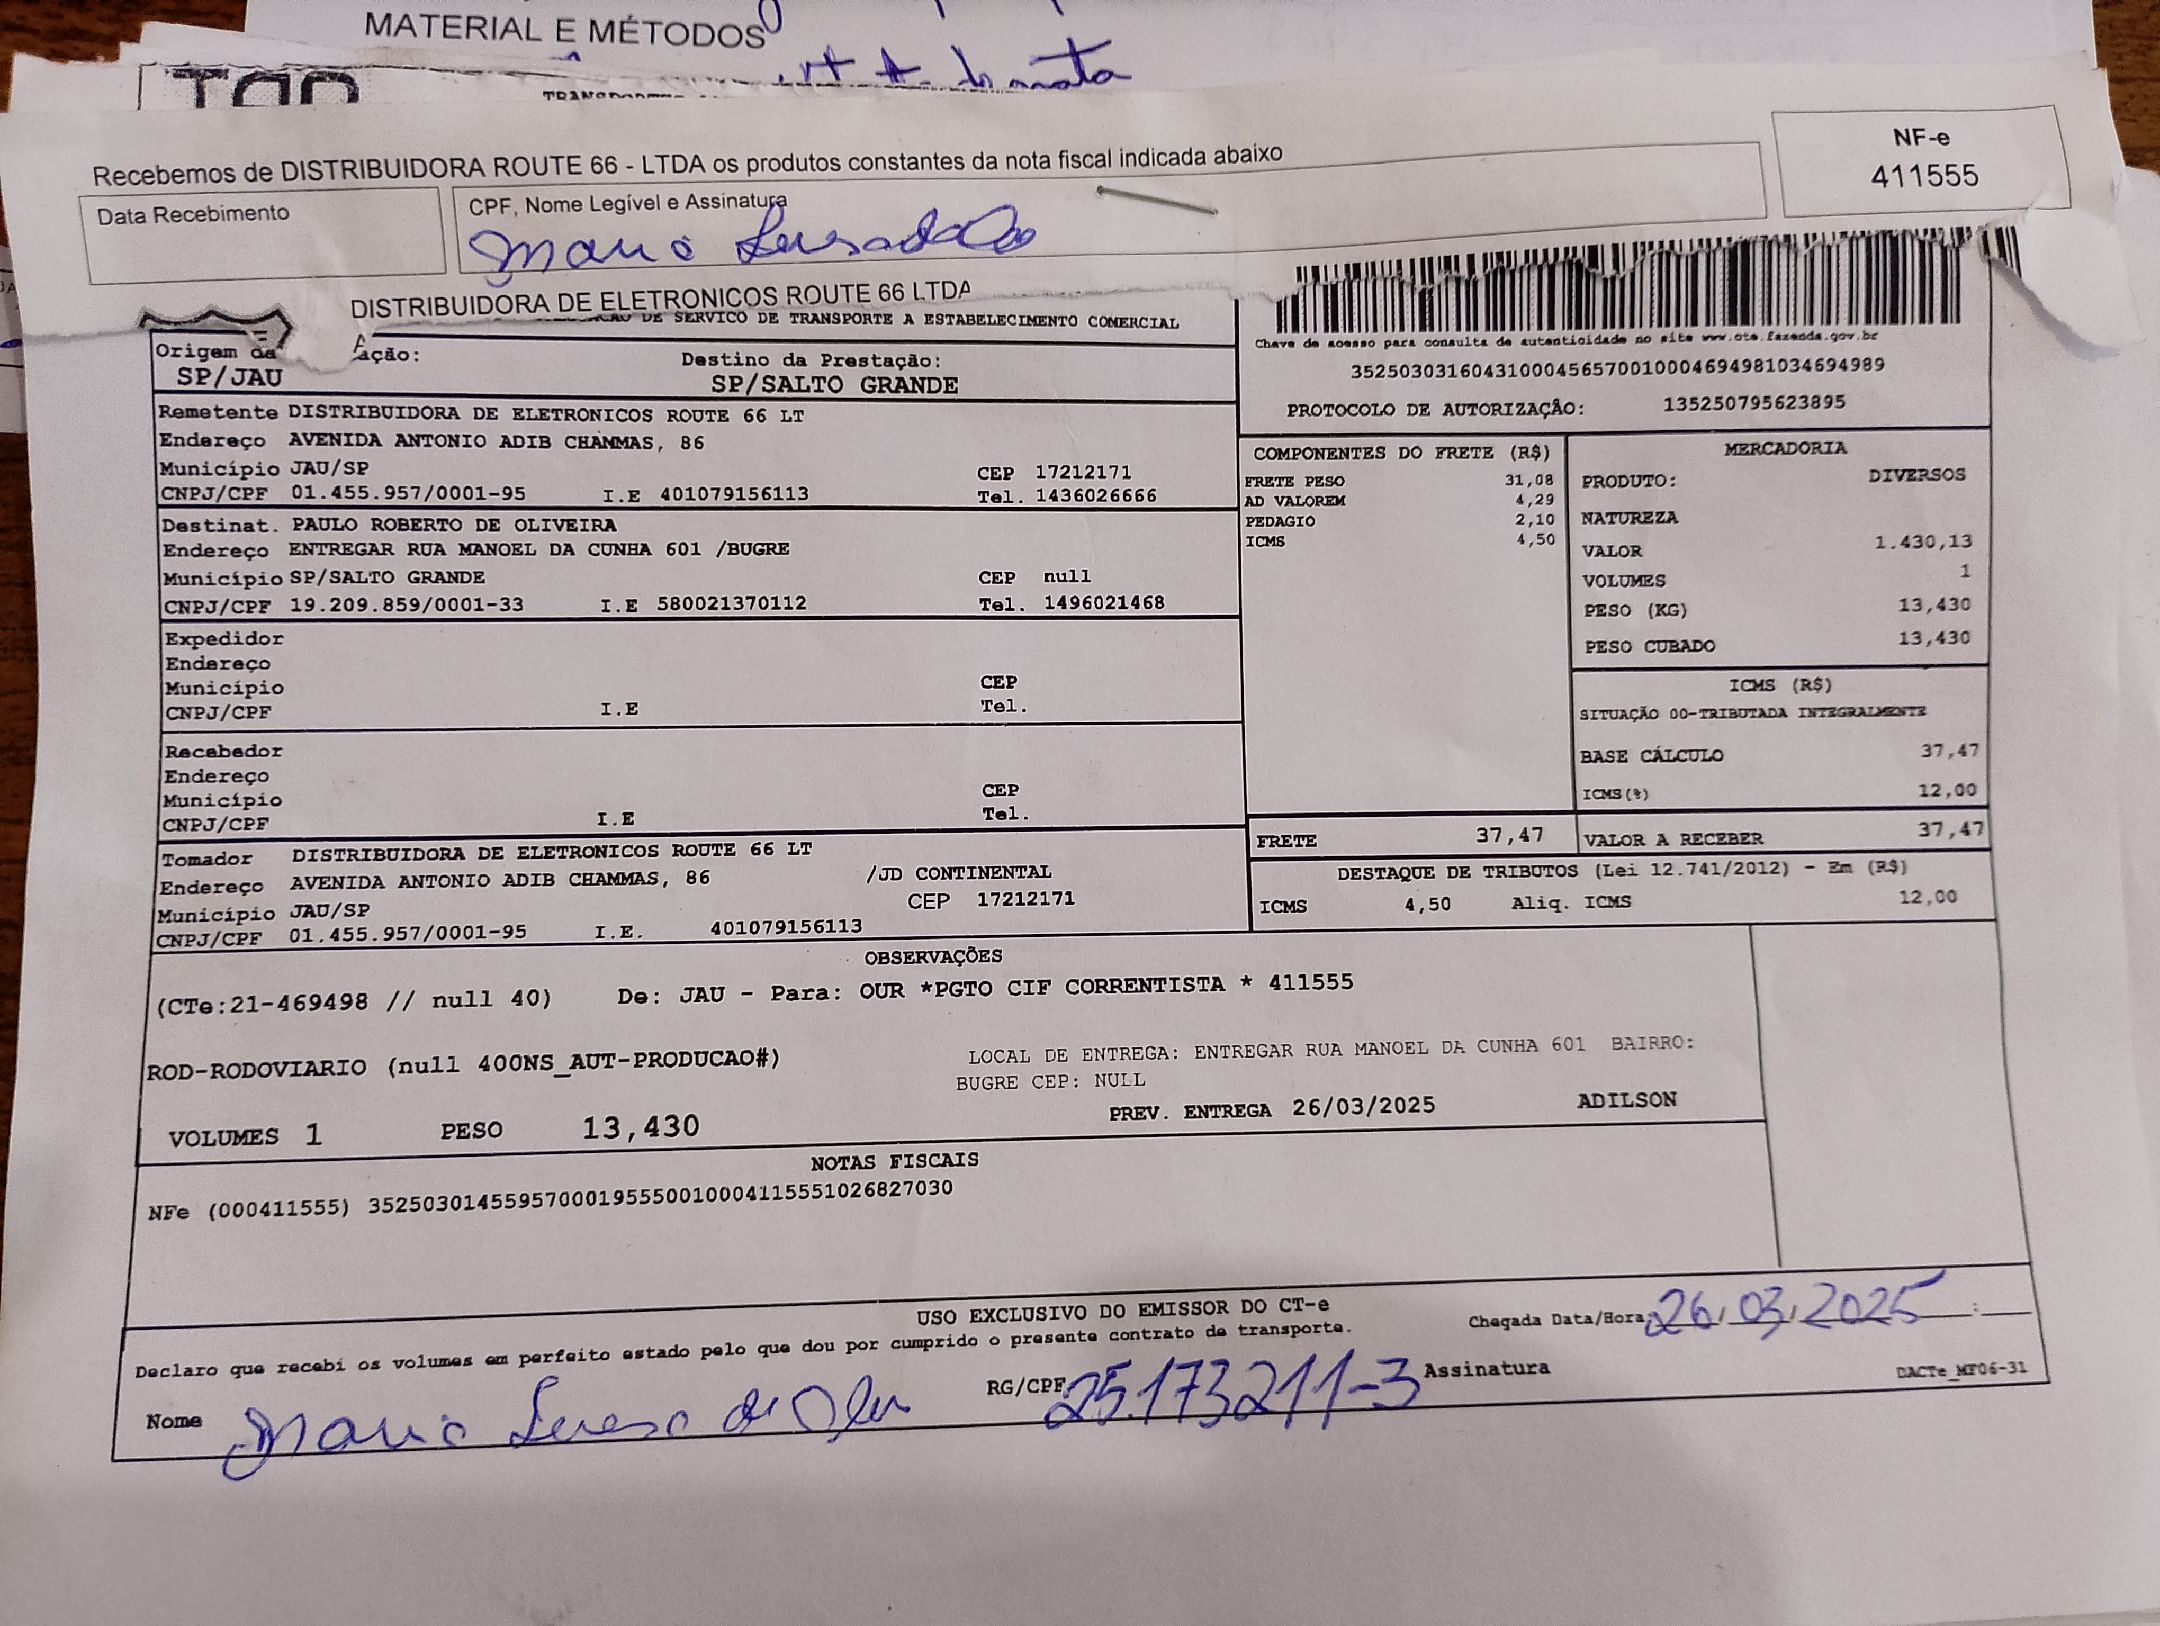 MATERIAL E MÉTODOS
Recebemos de DISTRIBUIDORA ROUTE 66 - LTDA os produtos constantes da nota fiscal indicada abaixo
NF-e
411555
Data Recebimento
CPF, Nome Legível e Assinatura
DISTRIBUIDORA DE ELETRONICOS ROUTE 66 LTDA
DE SERVICO DE TRANSPORTE A ESTABELECIMENTO COMERCIAL
Origem da ação:
SP/JAU
Destino da Prestação:
SP/SALTO GRANDE
Chave de acesso para consulta de autenticidade no site www.cte.fazenda.gov.br
35250303160431000456570010004694981034694989
PROTOCOLO DE AUTORIZAÇÃO: 135250795623895
Remetente DISTRIBUIDORA DE ELETRONICOS ROUTE 66 LT
Endereço AVENIDA ANTONIO ADIB CHAMMAS, 86
Município JAU/SP CEP 17212171
CNPJ/CPF 01.455.957/0001-95 I.E 401079156113 Tel. 1436026666
Destinat. PAULO ROBERTO DE OLIVEIRA
Endereço ENTREGAR RUA MANOEL DA CUNHA 601 /BUGRE
Município SP/SALTO GRANDE CEP null
CNPJ/CPF 19.209.859/0001-33 I.E 580021370112 Tel. 1496021468
Expedidor
Endereço
Município CEP
CNPJ/CPF I.E Tel.
Recebedor
Endereço
Município CEP
CNPJ/CPF I.E Tel.
Tomador DISTRIBUIDORA DE ELETRONICOS ROUTE 66 LT
Endereço AVENIDA ANTONIO ADIB CHAMMAS, 86 /JD CONTINENTAL
Município JAU/SP CEP 17212171
CNPJ/CPF 01.455.957/0001-95 I.E. 401079156113
COMPONENTES DO FRETE (R$)
FRETE PESO 31,08
AD VALOREM 4,29
PEDAGIO 2,10
ICMS 4,50
MERCADORIA
PRODUTO: DIVERSOS
NATUREZA
VALOR 1.430,13
VOLUMES 1
PESO (KG) 13,430
PESO CUBADO 13,430
ICMS (R$)
SITUAÇÃO 00-TRIBUTADA INTEGRALMENTE
BASE CÁLCULO 37,47
ICMS(%) 12,00
FRETE 37,47
VALOR A RECEBER 37,47
DESTAQUE DE TRIBUTOS (Lei 12.741/2012) - Em (R$)
ICMS 4,50 Aliq. ICMS 12,00
OBSERVAÇÕES
(CTe:21-469498 // null 40) De: JAU - Para: OUR *PGTO CIF CORRENTISTA * 411555
ROD-RODOVIARIO (null 400NS_AUT-PRODUCAO#)
LOCAL DE ENTREGA: ENTREGAR RUA MANOEL DA CUNHA 601 BAIRRO:
BUGRE CEP: NULL
PREV. ENTREGA 26/03/2025 ADILSON
VOLUMES 1 PESO 13,430
NOTAS FISCAIS
NFe (000411555) 35250301455957000195550010004115551026827030
USO EXCLUSIVO DO EMISSOR DO CT-e
Declaro que recebi os volumes em perfeito estado pelo que dou por cumprido o presente contrato de transporte.
Chegada Data/Hora 26/03/2025 :
Nome RG/CPF 25.173211-3 Assinatura
DACTe_MF06-31